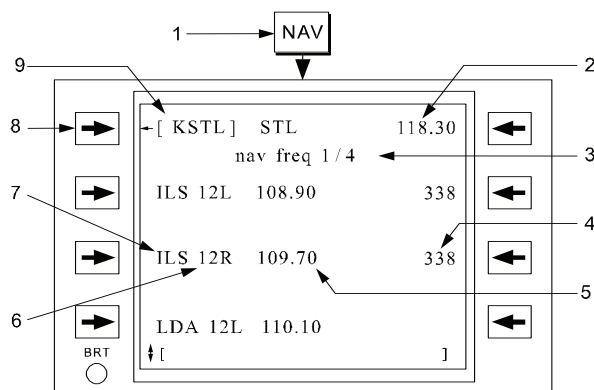 1 NAV
9 2
8 ←[ KSTL ] STL 118.30
nav freq 1/4 3
7 ILS 12L 108.90 338
4
ILS 12R 109.70 338
6 5
LDA 12L 110.10
BRT [ ]